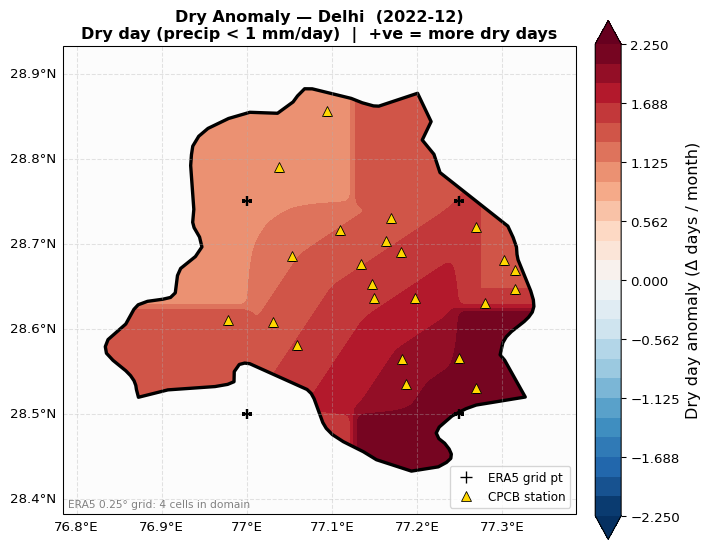 Dry Anomaly — Delhi  (2022-12)
Dry day (precip < 1 mm/day)  |  +ve = more dry days
28.9°N
28.8°N
28.7°N
28.6°N
28.5°N
28.4°N
76.8°E
76.9°E
77°E
77.1°E
77.2°E
77.3°E
ERA5 0.25° grid: 4 cells in domain
ERA5 grid pt
CPCB station
2.250
1.688
1.125
0.562
0.000
−0.562
−1.125
−1.688
−2.250
Dry day anomaly (Δ days / month)